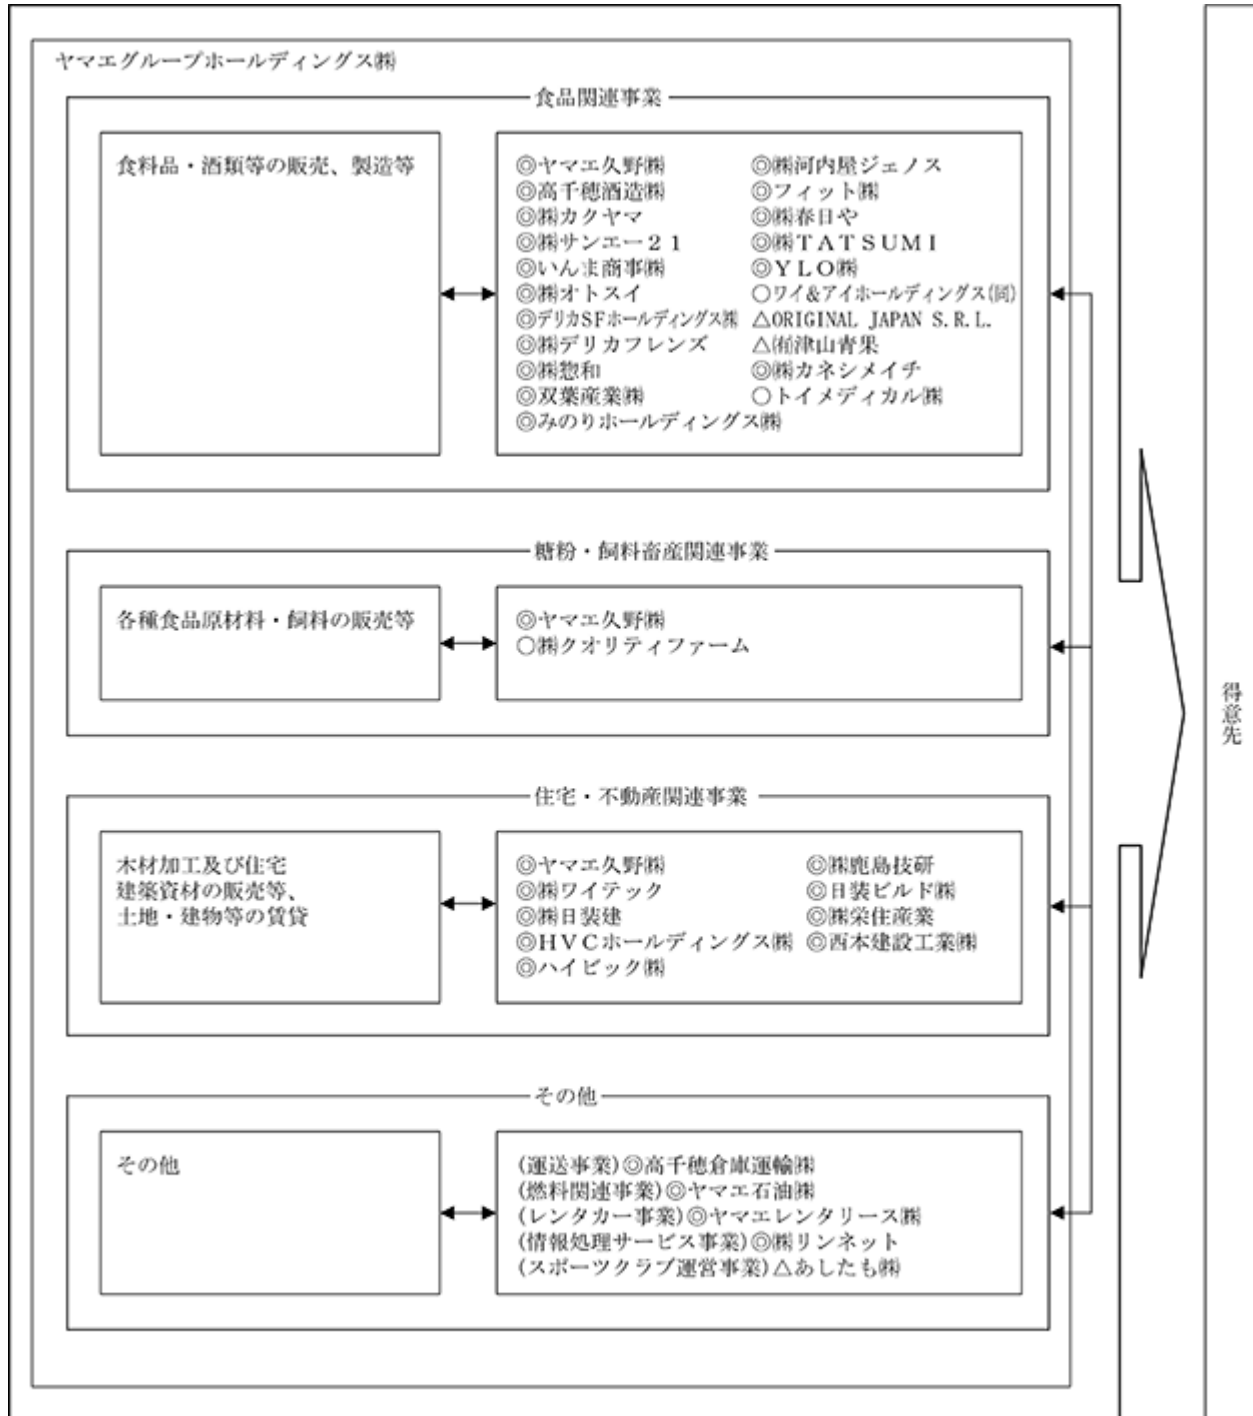 ヤマエグループホールディングス㈱
食品関連事業
食料品・酒類等の販売、製造等
◎ヤマエ久野㈱
◎高千穂酒造㈱
◎㈱カクヤマ
◎㈱サンエー２１
◎いんま商事㈱
◎㈱オトスイ
◎デリカSFホールディングス㈱
◎㈱デリカフレンズ
◎㈱惣和
◎双葉産業㈱
◎みのりホールディングス㈱
◎㈱河内屋ジェノス
◎フィット㈱
◎㈱春日や
◎㈱ＴＡＴＳＵＭＩ
◎ＹＬＯ㈱
○ワイ&アイホールディングス(同)
△ORIGINAL JAPAN S.R.L.
△㈲津山青果
◎㈱カネシメイチ
○トイメディカル㈱
糖粉・飼料畜産関連事業
各種食品原材料・飼料の販売等
◎ヤマエ久野㈱
○㈱クオリティファーム
住宅・不動産関連事業
木材加工及び住宅
建築資材の販売等、
土地・建物等の賃貸
◎ヤマエ久野㈱
◎㈱ワイテック
◎㈱日装建
◎ＨＶＣホールディングス㈱
◎ハイビック㈱
◎㈱鹿島技研
◎日装ビルド㈱
◎㈱栄住産業
◎西本建設工業㈱
その他
その他
(運送事業)◎高千穂倉庫運輸㈱
(燃料関連事業)◎ヤマエ石油㈱
(レンタカー事業)◎ヤマエレンタリース㈱
(情報処理サービス事業)◎㈱リンネット
(スポーツクラブ運営事業)△あしたも㈱
得意先